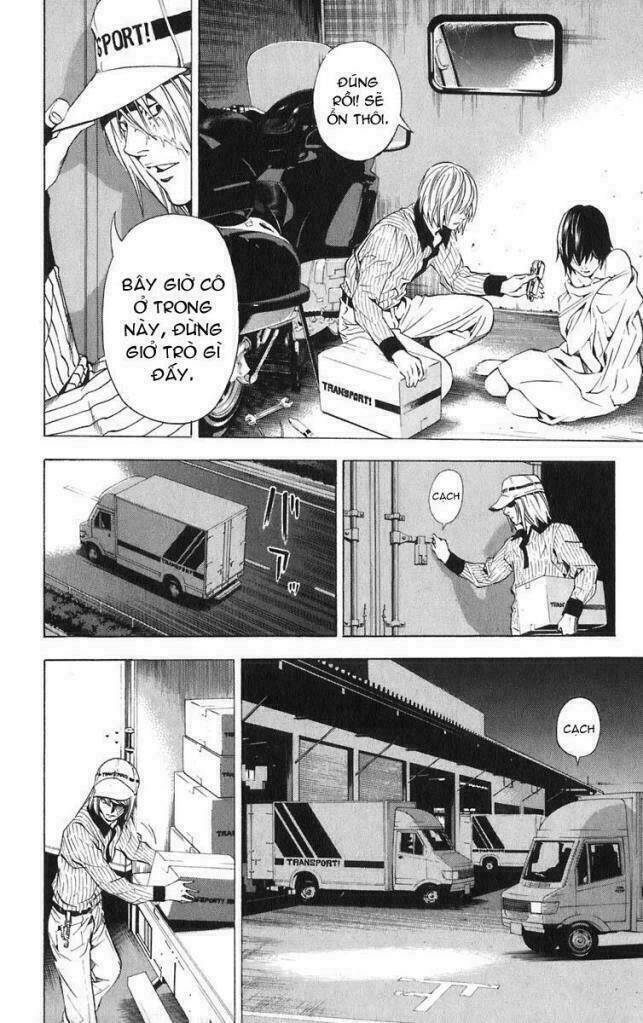 ĐÚNG
RỒI! SẼ
ỔN THÔI.
SPORT!
BÂY GIỜ CÔ
Ở TRONG
NÀY, ĐỪNG
GIỞ TRÒ GÌ
ĐẤY.
TRANSPORT!
CẠCH
TRANSPORT!
CẠCH
TRANSPORT!